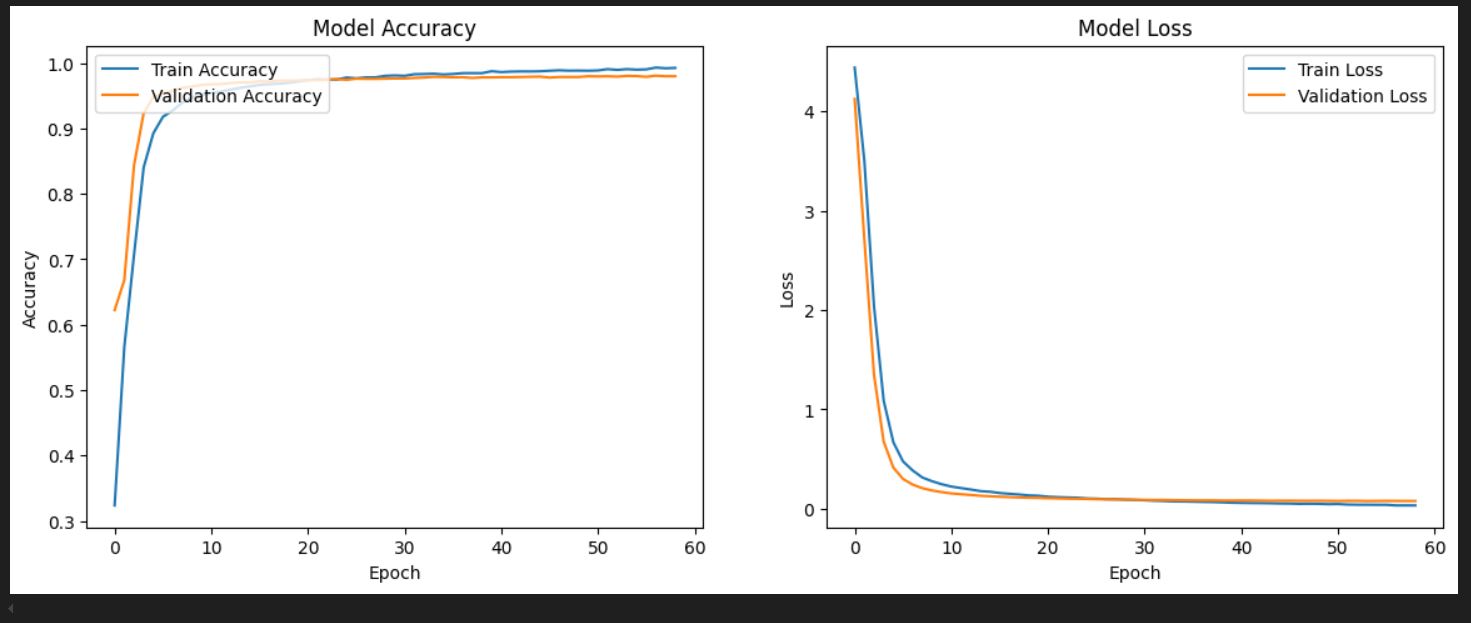 Model Accuracy
Train Accuracy
Validation Accuracy
1.0
0.9
0.8
0.7
0.6
0.5
0.4
0.3
Accuracy
0 10 20 30 40 50 60
Epoch
Model Loss
Train Loss
Validation Loss
4
3
2
1
0
Loss
0 10 20 30 40 50 60
Epoch